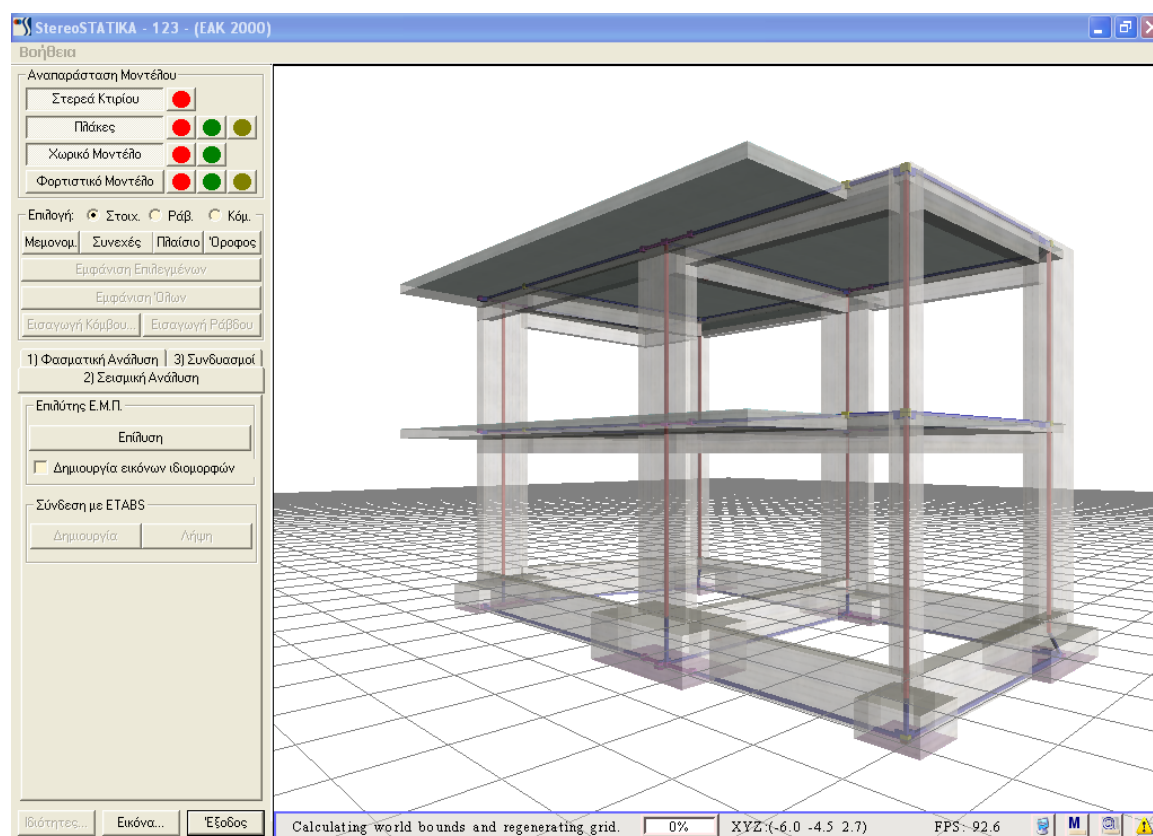 StereoSTATIKA - 123 - (ΕΑΚ 2000)
Βοήθεια
Αναπαράσταση Μοντέλου
Στερεά Κτιρίου
Πλάκες
Χωρικό Μοντέλο
Φορτιστικό Μοντέλο
Επιλογή: Στοιχ. Ράβ. Κόμ.
Μεμονομ. Συνεχές Πλαίσιο Όροφος
Εμφάνιση Επιλεγμένων
Εμφάνιση Όλων
Εισαγωγή Κόμβου... Εισαγωγή Ράβδου
1) Φασματική Ανάλυση 3) Συνδυασμοί
2) Σεισμική Ανάλυση
Επιλύτης Ε.Μ.Π.
Επίλυση
Δημιουργία εικόνων ιδιομορφών
Σύνδεση με ETABS
Δημιουργία Λήψη
Ιδιότητες... Εικόνα... Έξοδος
Calculating world bounds and regenerating grid. 0% XYZ:(-6.0 -4.5 2.7) FPS: 92.6 M @